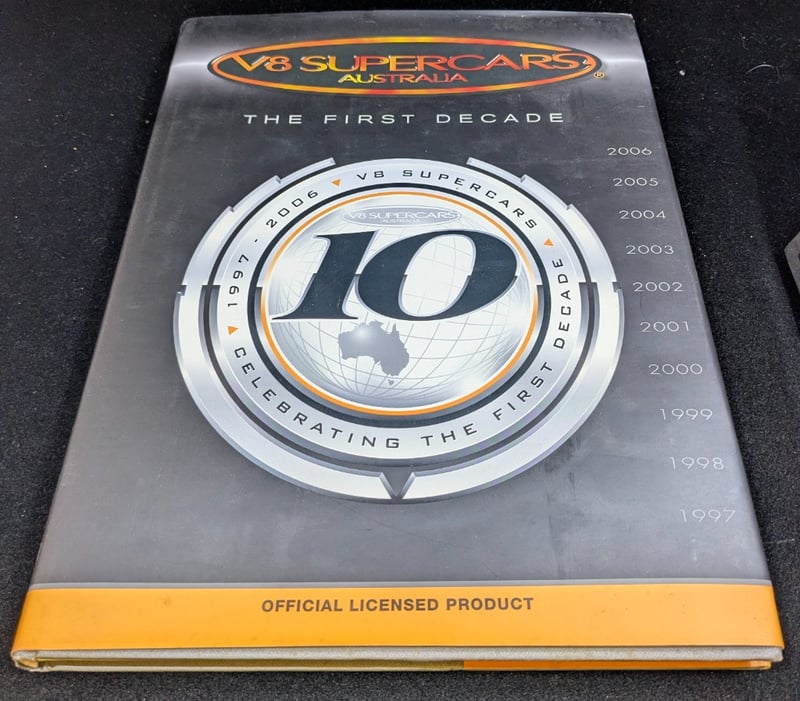 V8 SUPERCARS
AUSTRALIA
®
THE FIRST DECADE
2006
2005
2004
2003
2002
2001
2000
1999
1998
1997
1997 - 2006 V8 SUPERCARS
CELEBRATING THE FIRST DECADE
V8 SUPERCARS
AUSTRALIA
10
OFFICIAL LICENSED PRODUCT